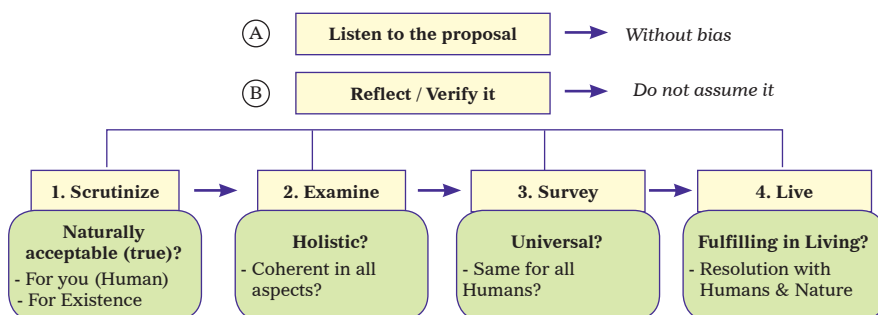 A Listen to the proposal Without bias
B Reflect / Verify it Do not assume it
1. Scrutinize
2. Examine
3. Survey
4. Live
Naturally
acceptable (true)?
- For you (Human)
- For Existence
Holistic?
- Coherent in all
aspects?
Universal?
- Same for all
Humans?
Fulfilling in Living?
- Resolution with
Humans & Nature